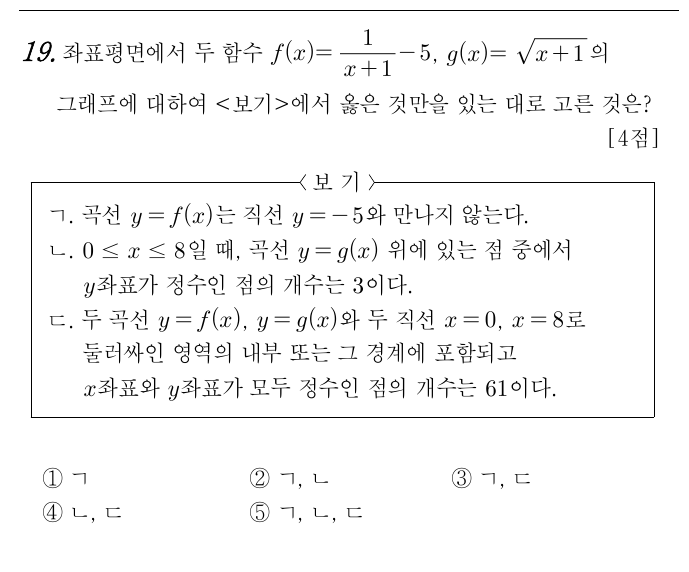 19. 좌표평면에서 두 함수 f(x)= 1/(x+1) −5, g(x)= √(x+1) 의
그래프에 대하여 <보기>에서 옳은 것만을 있는 대로 고른 것은?
[4점]
〈 보 기 〉
ㄱ. 곡선 y=f(x)는 직선 y=−5와 만나지 않는다.
ㄴ. 0 ≤ x ≤ 8일 때, 곡선 y=g(x) 위에 있는 점 중에서
y좌표가 정수인 점의 개수는 3이다.
ㄷ. 두 곡선 y=f(x), y=g(x)와 두 직선 x=0, x=8로
둘러싸인 영역의 내부 또는 그 경계에 포함되고
x좌표와 y좌표가 모두 정수인 점의 개수는 61이다.
① ㄱ ② ㄱ, ㄴ ③ ㄱ, ㄷ
④ ㄴ, ㄷ ⑤ ㄱ, ㄴ, ㄷ